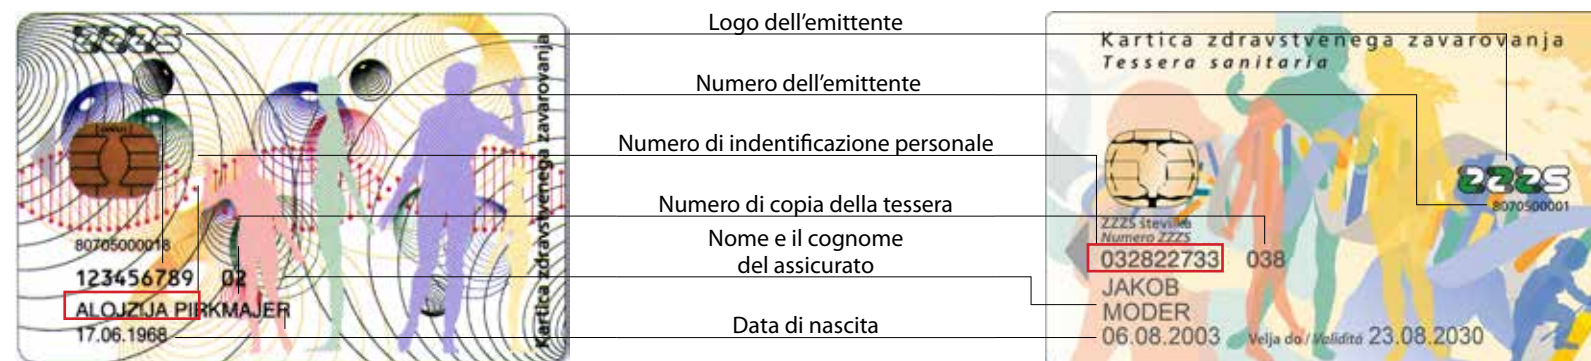 ZZZS
Kartica zdravstvenega zavarovanja
80705000018
123456789 02
ALOJZIJA PIRKMAJER
17.06.1968
Logo dell'emittente
Numero dell'emittente
Numero di indentificazione personale
Numero di copia della tessera
Nome e il cognome
del assicurato
Data di nascita
Kartica zdravstvenega zavarovanja
Tessera sanitaria
ZZZS
8070500001
ZZZS številka
Numero ZZZS
032822733 038
JAKOB
MODER
06.08.2003 Velja do / Validità 23.08.2030